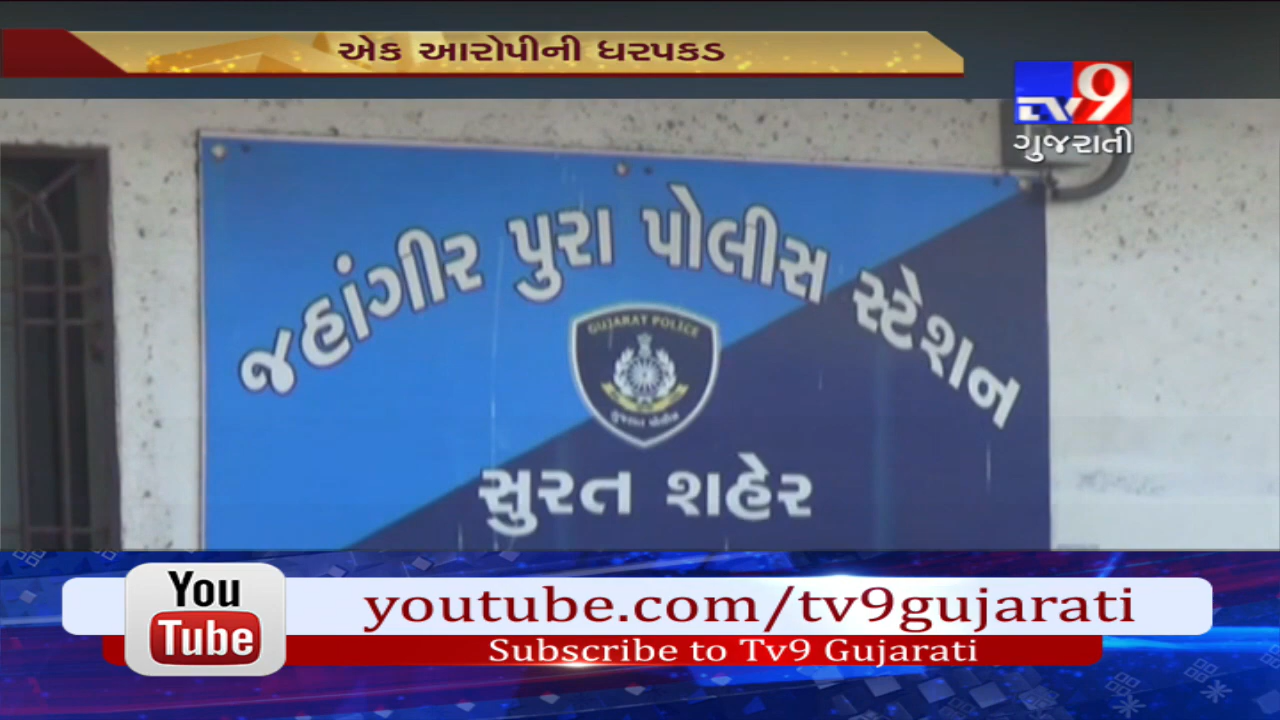 એક આરોપીની ધરપકડ
TV9
ગુજરાતી
જહાંગીર પુરા પોલીસ સ્ટેશન
GUJARAT POLICE
ગુજરાત પોલીસ
સુરત શહેર
You
Tube
youtube.com/tv9gujarati
Subscribe to Tv9 Gujarati